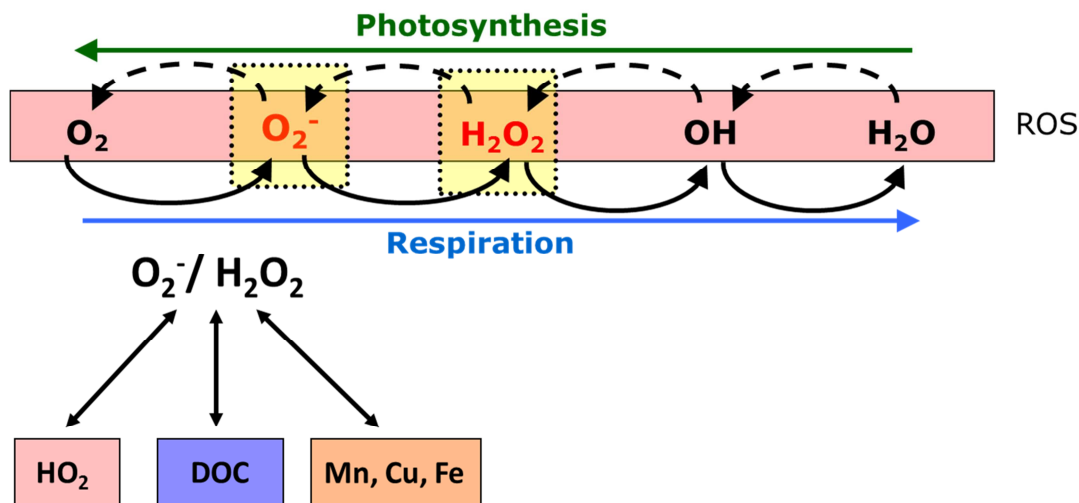 Photosynthesis
O₂ O₂⁻ H₂O₂ OH H₂O ROS
Respiration
O₂⁻/ H₂O₂
HO₂ DOC Mn, Cu, Fe